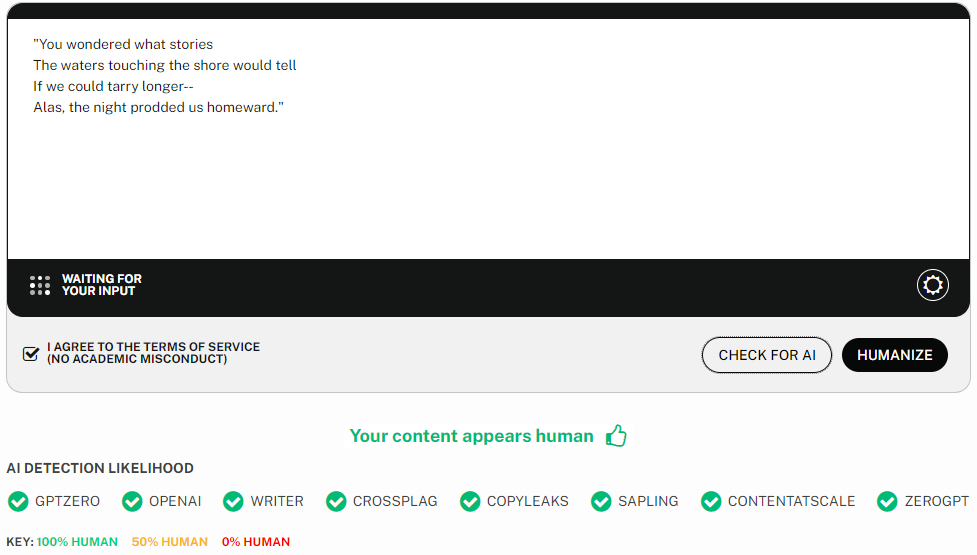 "You wondered what stories
The waters touching the shore would tell
If we could tarry longer--
Alas, the night prodded us homeward."
WAITING FOR
YOUR INPUT
I AGREE TO THE TERMS OF SERVICE
(NO ACADEMIC MISCONDUCT)
CHECK FOR AI
HUMANIZE
Your content appears human
AI DETECTION LIKELIHOOD
GPTZERO OPENAI WRITER CROSSPLAG COPYLEAKS SAPLING CONTENTATSCALE ZEROGPT
KEY: 100% HUMAN 50% HUMAN 0% HUMAN